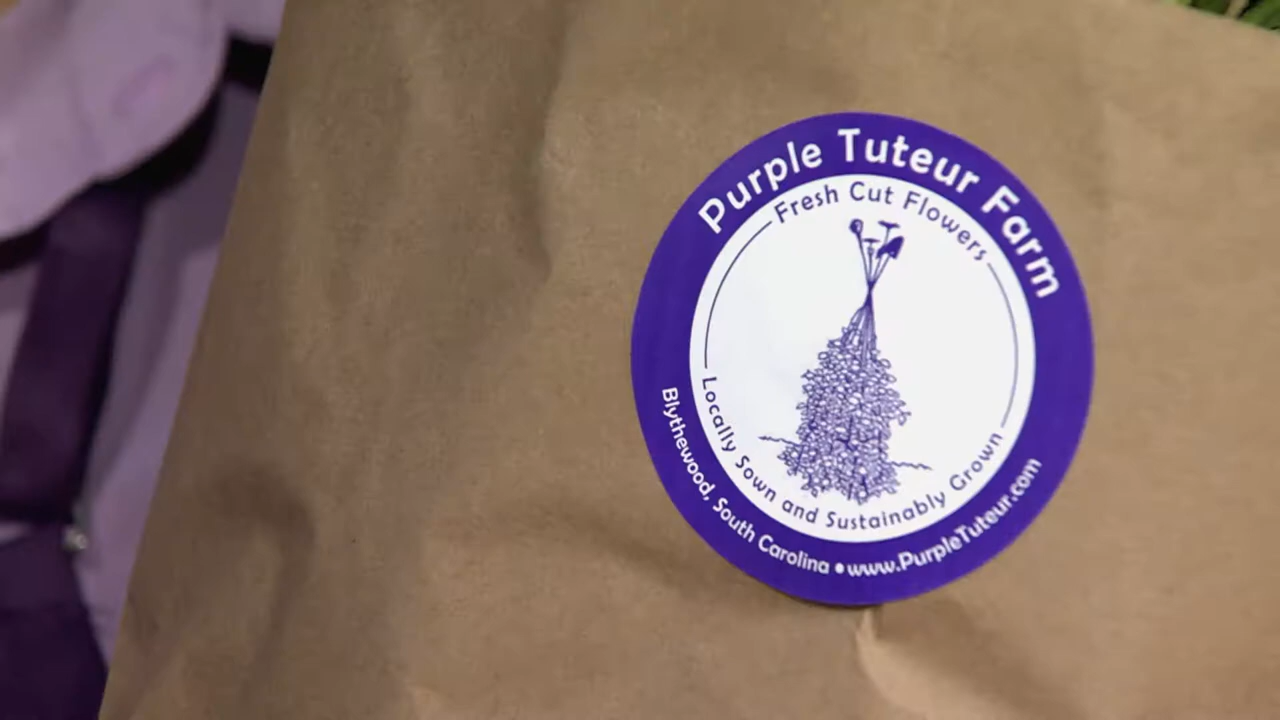 Purple Tuteur Farm
Fresh Cut Flowers
Locally Sown and Sustainably Grown
Blythewood, South Carolina • www.PurpleTuteur.com